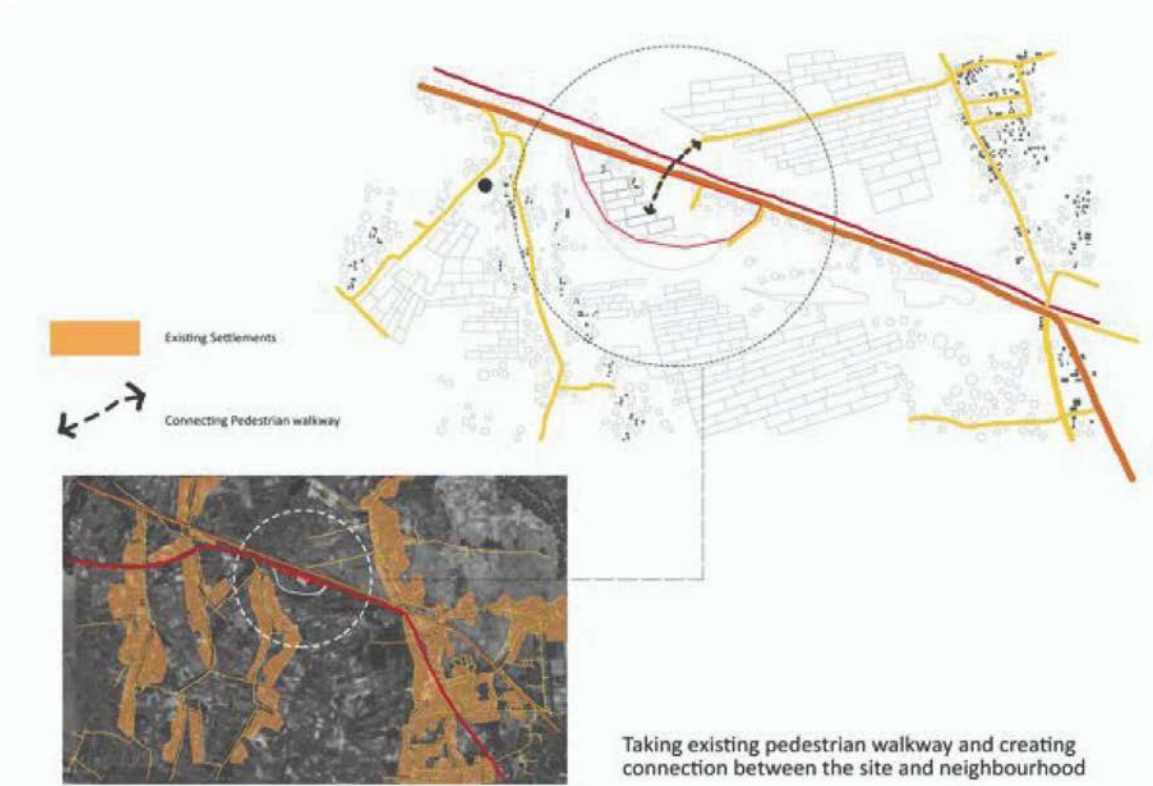 Existing Settlements
Connecting Pedestrian walkway
Taking existing pedestrian walkway and creating
connection between the site and neighbourhood